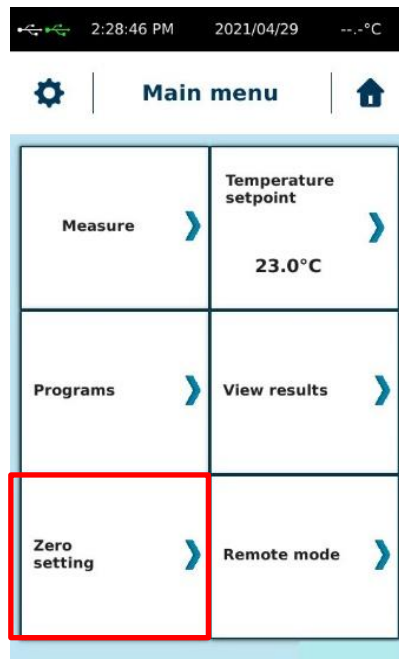 2:28:46 PM 2021/04/29 --.-°C
Main menu
Measure
Temperature
setpoint
23.0°C
Programs
View results
Zero
setting
Remote mode